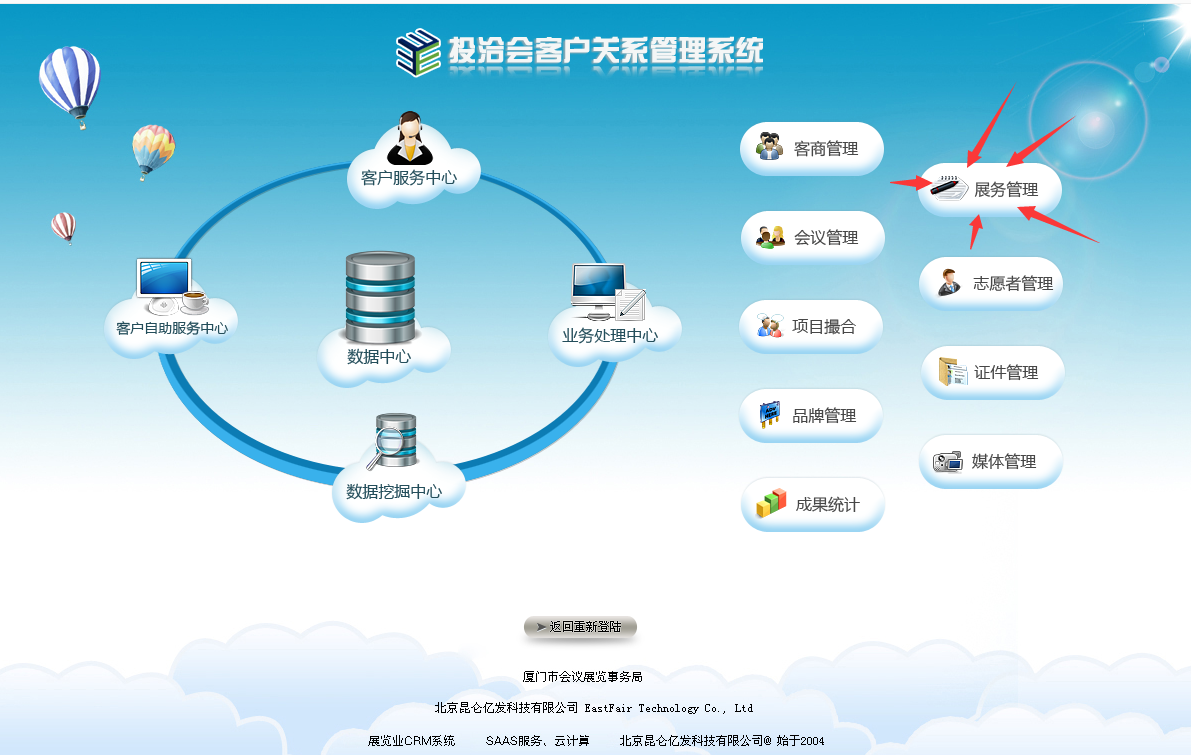 投洽会客户关系管理系统
客户服务中心
客户自助服务中心
数据中心
业务处理中心
数据挖掘中心
客商管理
展务管理
会议管理
志愿者管理
项目撮合
证件管理
品牌管理
媒体管理
成果统计
➤返回重新登陆
厦门市会议展览事务局
北京昆仑亿发科技有限公司 EastFair Technology Co., Ltd
展览业CRM系统 SAAS服务、云计算 北京昆仑亿发科技有限公司@ 始于2004